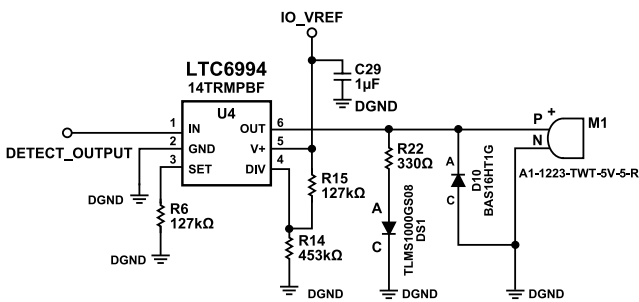 IO_VREF
LTC6994
14TRMPBF
U4
C29
1µF
DGND
1
IN
OUT
6
2
GND
V+
5
3
SET
DIV
4
DETECT_OUTPUT
DGND
R6
127kΩ
DGND
R15
127kΩ
R14
453kΩ
DGND
R22
330Ω
A
C
TLMS1000GS08
DS1
DGND
A
C
D10
BAS16HT1G
P
+
N
M1
A1-1223-TWT-5V-5-R
DGND